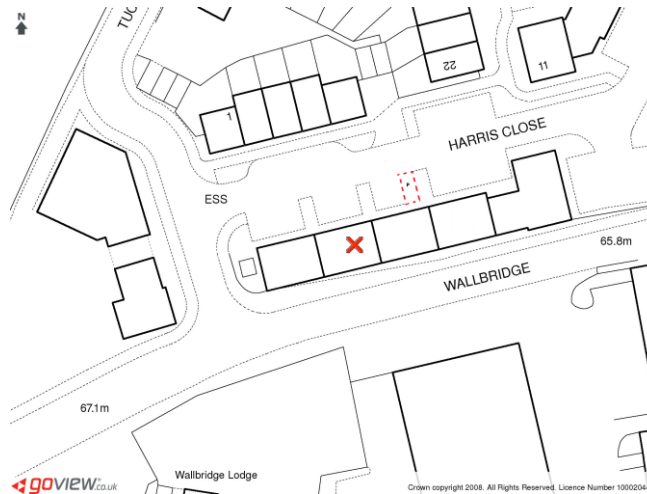 N
TUC
22
11
1
HARRIS CLOSE
ESS
65.8m
WALLBRIDGE
67.1m
Wallbridge Lodge
goview.co.uk
Crown copyright 2008. All Rights Reserved. Licence Number 1000204